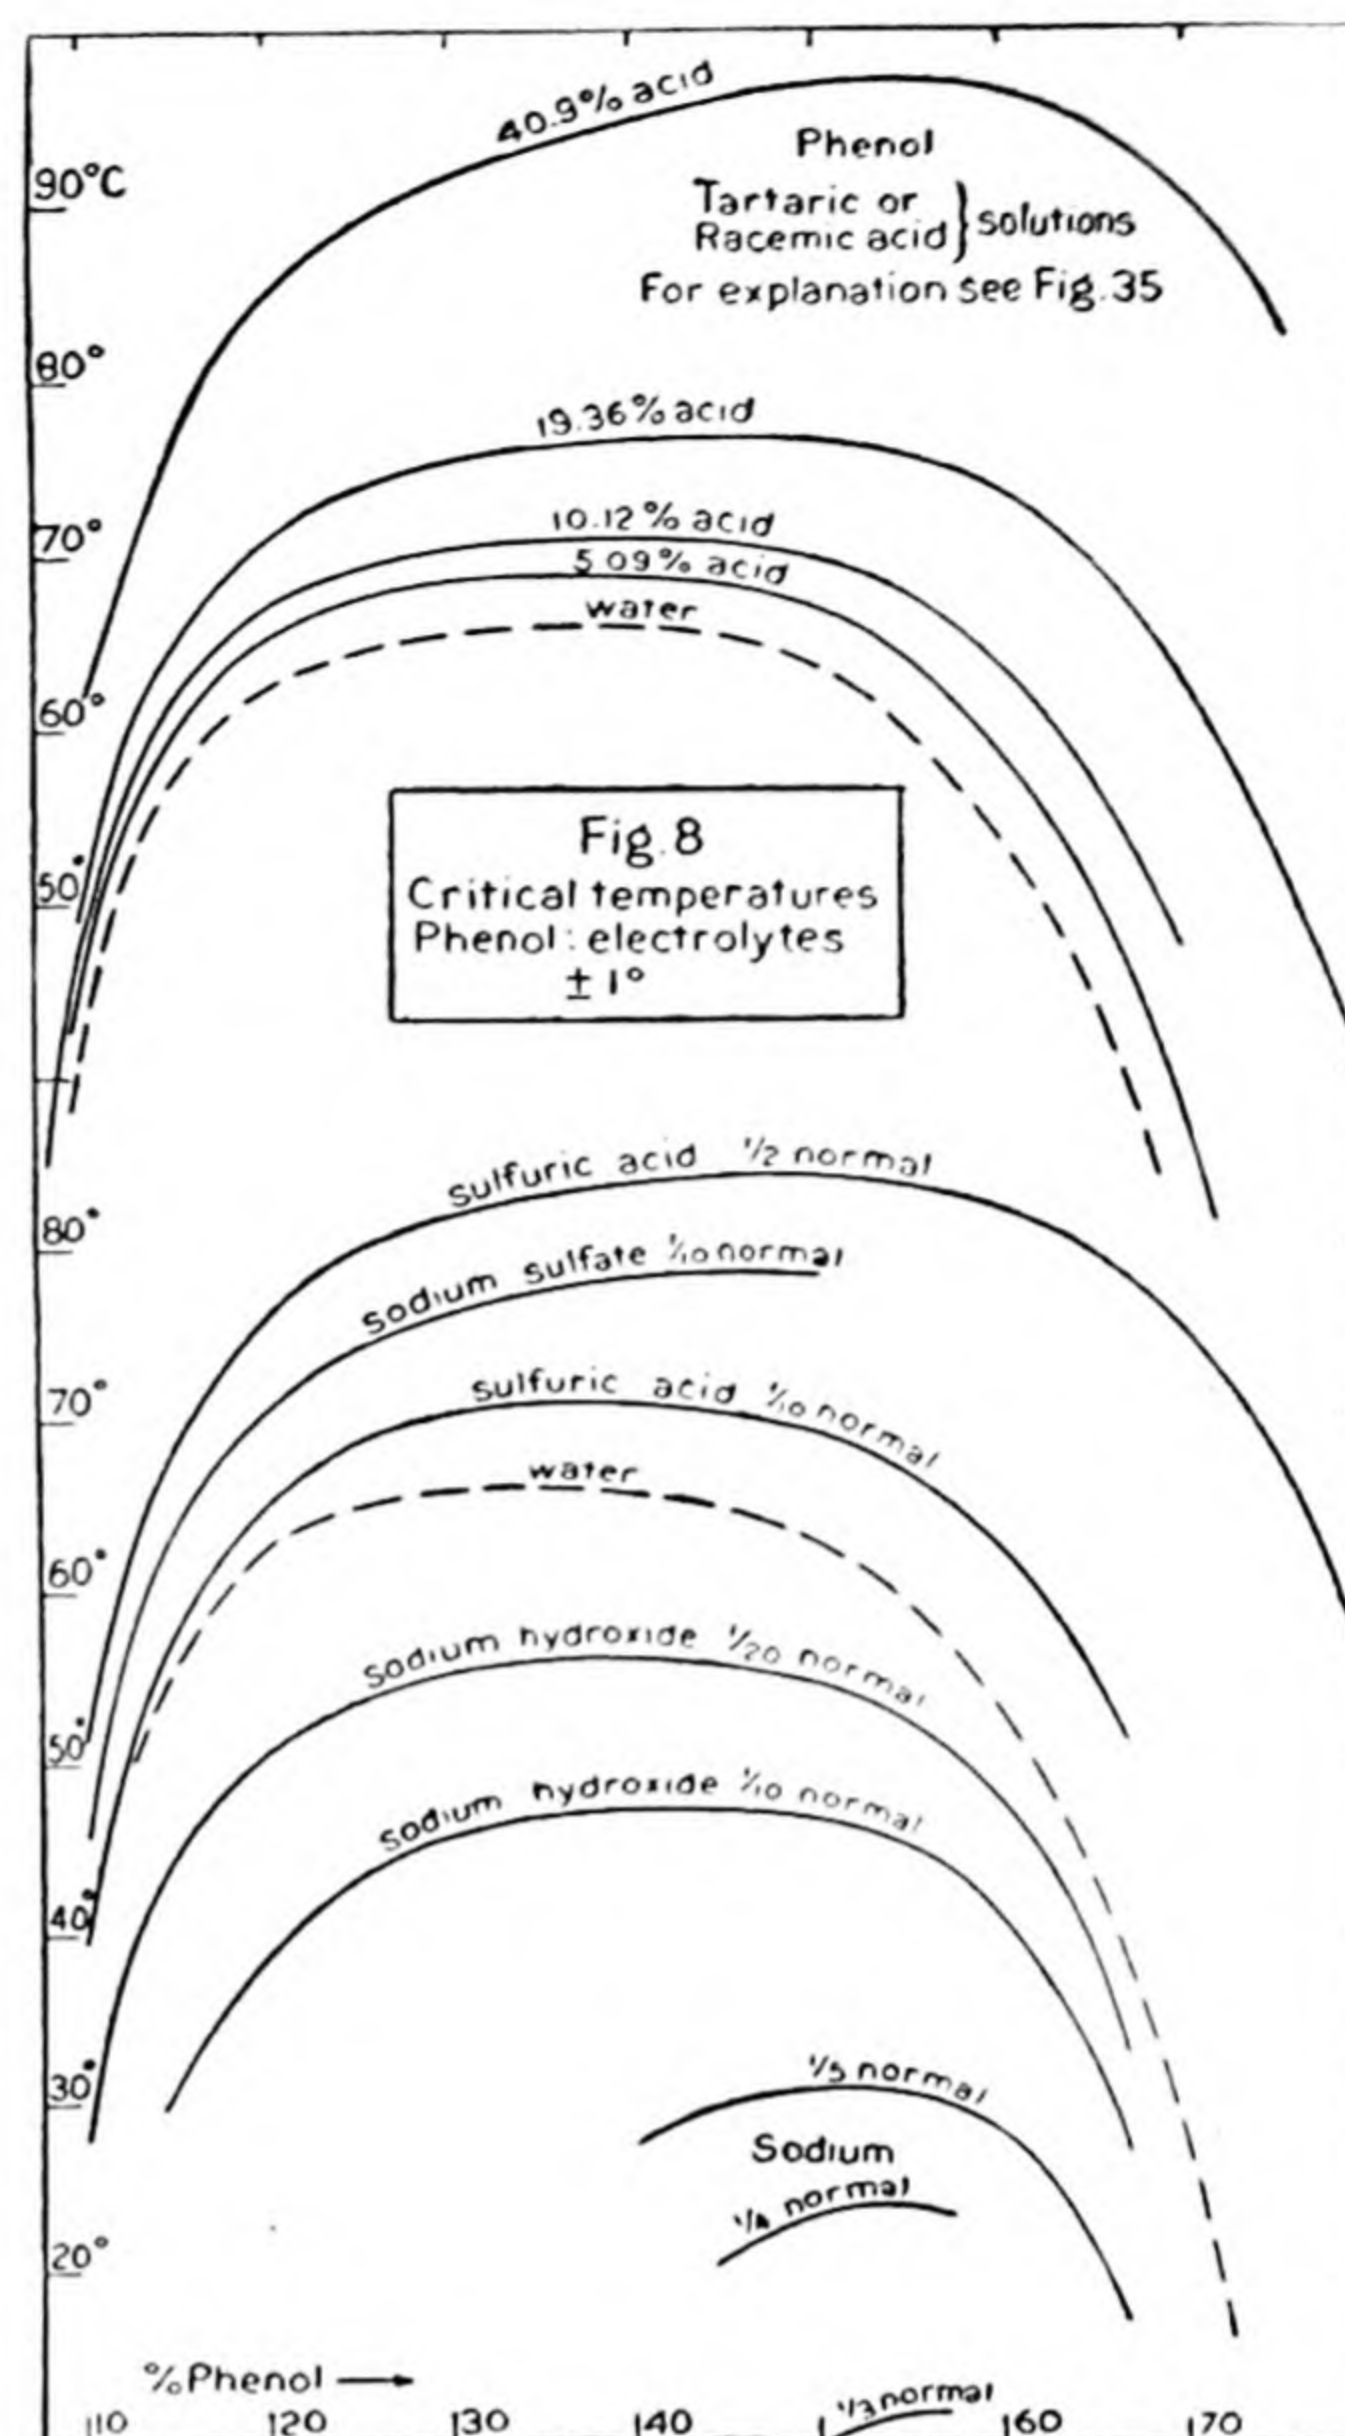 40.9% acid
90°C
Phenol
Tartaric or
Racemic acid } solutions
For explanation see Fig. 35
80°
19.36% acid
70°
10.12% acid
5.09% acid
water
60°
50°
Fig. 8
Critical temperatures
Phenol : electrolytes
± 1°
sulfuric acid 1/2 normal
80°
sodium sulfate 1/10 normal
70°
sulfuric acid 1/10 normal
water
60°
sodium hydroxide 1/20 normal
50°
sodium hydroxide 1/10 normal
40°
30°
1/5 normal
Sodium
1/4 normal
20°
% Phenol →
1/3 normal
110 120 130 140 160 170